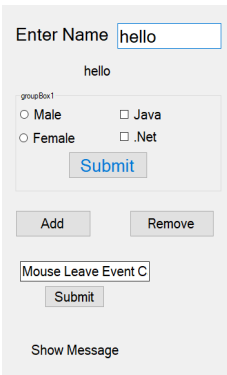 Enter Name hello
hello
groupBox1
Male Java
Female .Net
Submit
Add Remove
Mouse Leave Event C
Submit
Show Message